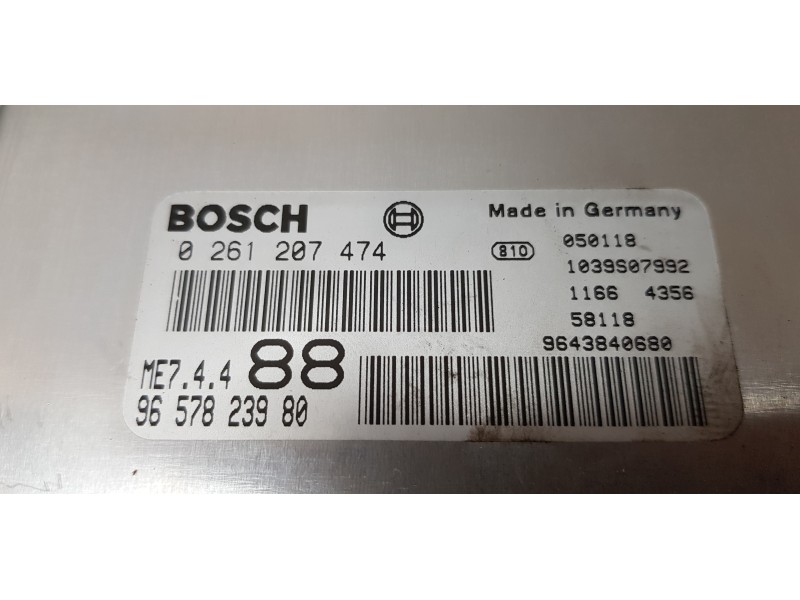 BOSCH
Made in Germany
0 261 207 474
810
050118
1039S07992
1166 4356
58118
9643840680
ME7.4.4 88
96 578 239 80